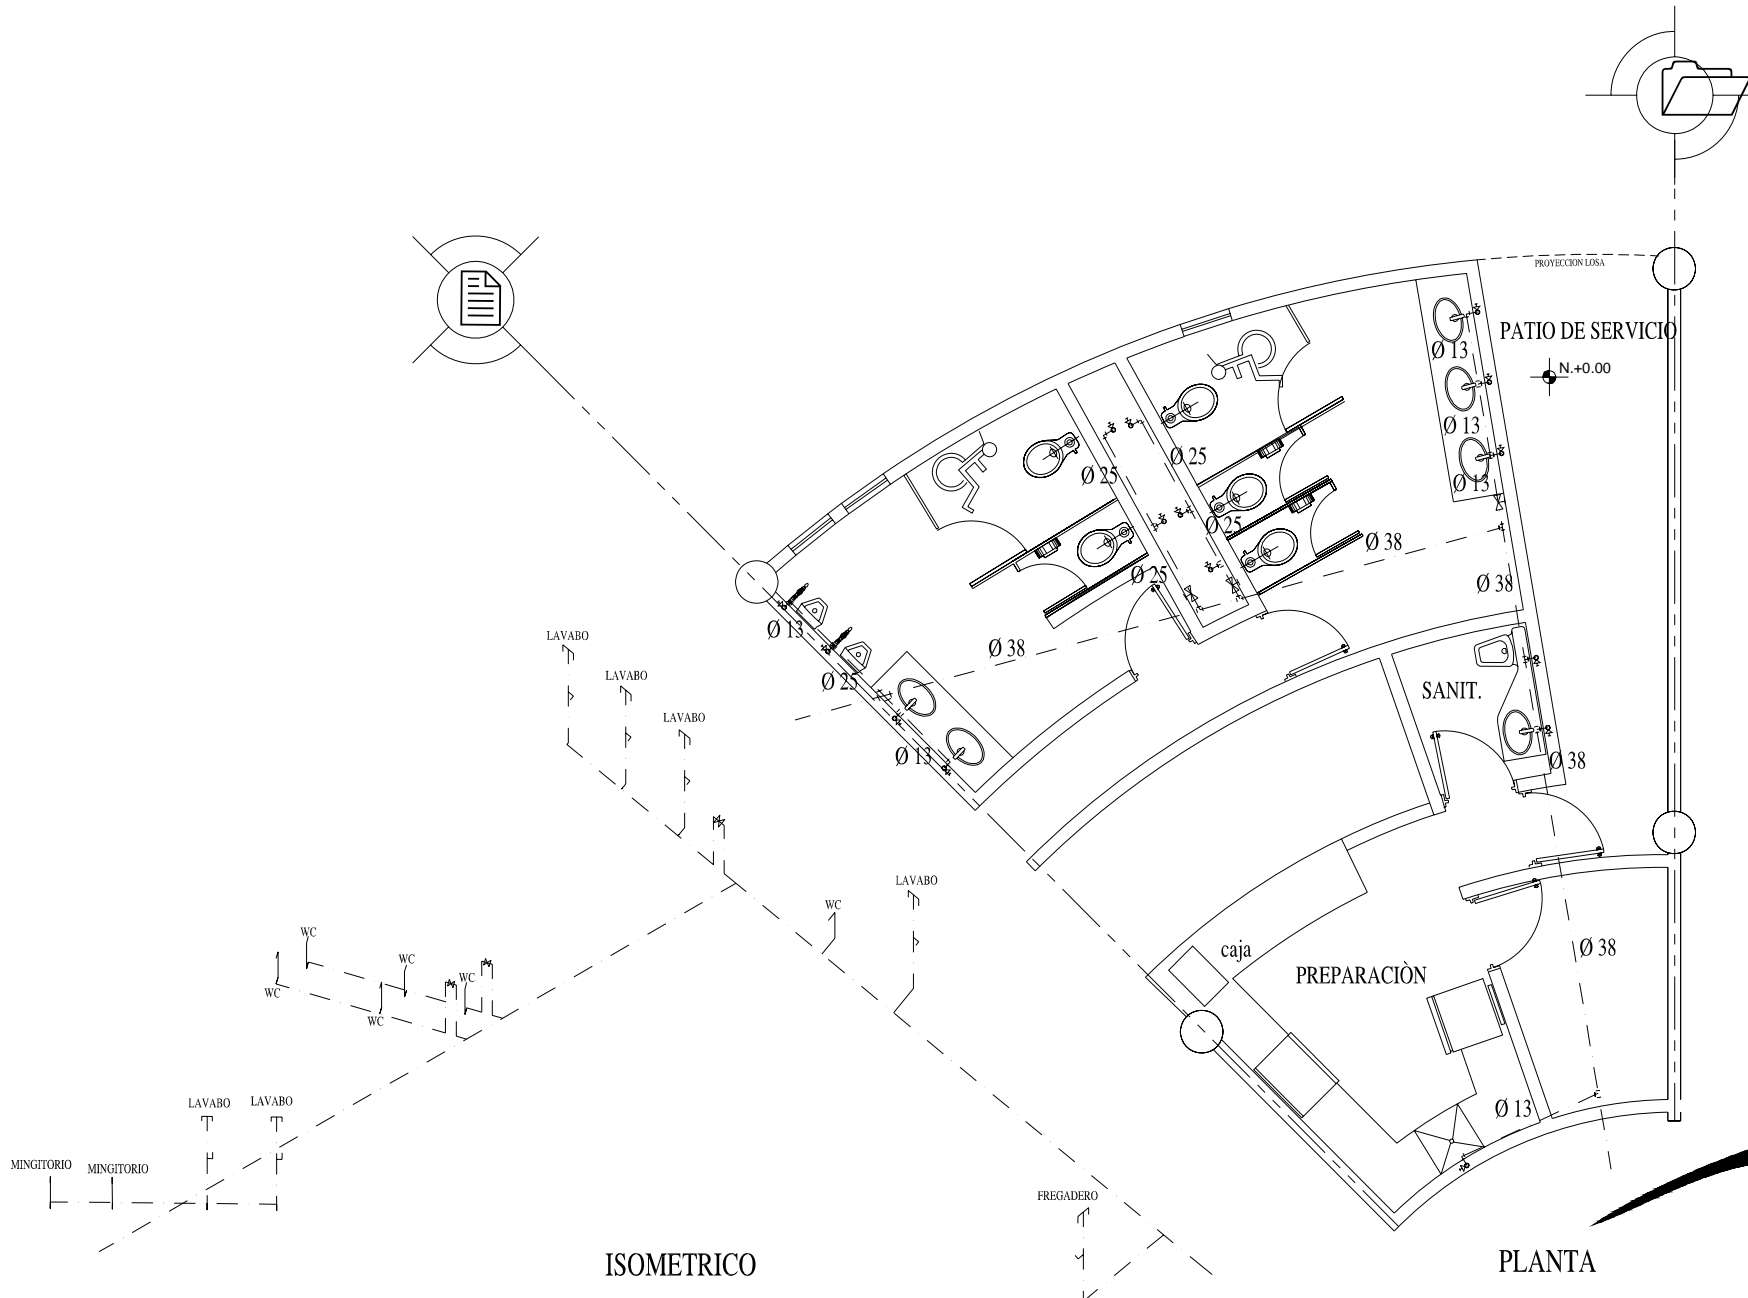 PROYECCION LOSA
PATIO DE SERVICIO
N.+0.00
Ø 13
Ø 13
Ø 13
Ø 25
Ø 25
Ø 25
Ø 25
Ø 38
Ø 38
Ø 13
Ø 38
Ø 25
Ø 13
SANIT.
Ø 38
caja
PREPARACIÒN
Ø 38
Ø 13
PLANTA
LAVABO
LAVABO
LAVABO
LAVABO
WC
WC
WC
WC
WC
WC
LAVABO
LAVABO
MINGITORIO
MINGITORIO
FREGADERO
ISOMETRICO